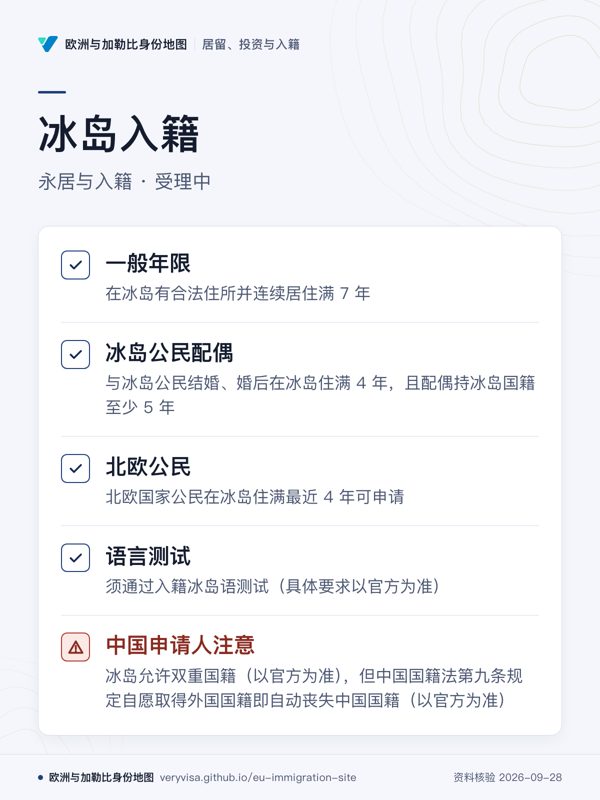 欧洲与加勒比身份地图 居留、投资与入籍
冰岛入籍
永居与入籍 · 受理中
一般年限
在冰岛有合法住所并连续居住满 7 年
冰岛公民配偶
与冰岛公民结婚、婚后在冰岛住满 4 年，且配偶持冰岛国籍
至少 5 年
北欧公民
北欧国家公民在冰岛住满最近 4 年可申请
语言测试
须通过入籍冰岛语测试（具体要求以官方为准）
中国申请人注意
冰岛允许双重国籍（以官方为准），但中国国籍法第九条规
定自愿取得外国国籍即自动丧失中国国籍（以官方为准）
欧洲与加勒比身份地图 veryvisa.github.io/eu-immigration-site 资料核验 2026-09-28